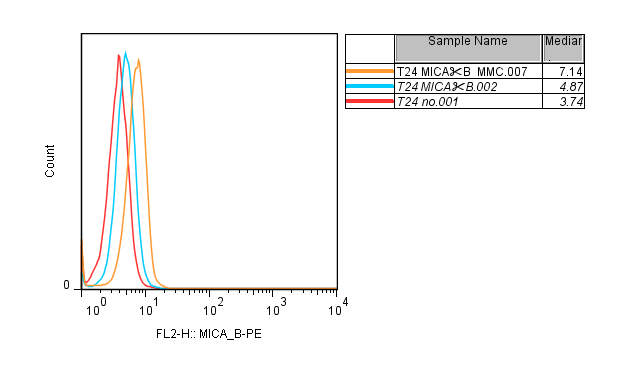 Sample Name Median
T24 MICA B MMC.007 7.14
T24 MICA B.002 4.87
T24 no.001 3.74
Count
0
10^0 10^1 10^2 10^3 10^4
FL2-H:: MICA_B-PE